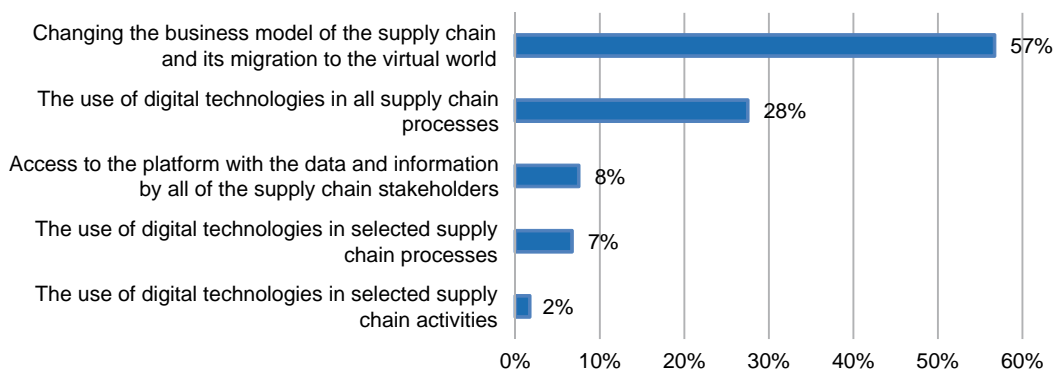 Changing the business model of the supply chain
and its migration to the virtual world
57%
The use of digital technologies in all supply chain
processes
28%
Access to the platform with the data and information
by all of the supply chain stakeholders
8%
The use of digital technologies in selected supply
chain processes
7%
The use of digital technologies in selected supply
chain activities
2%
0% 10% 20% 30% 40% 50% 60%